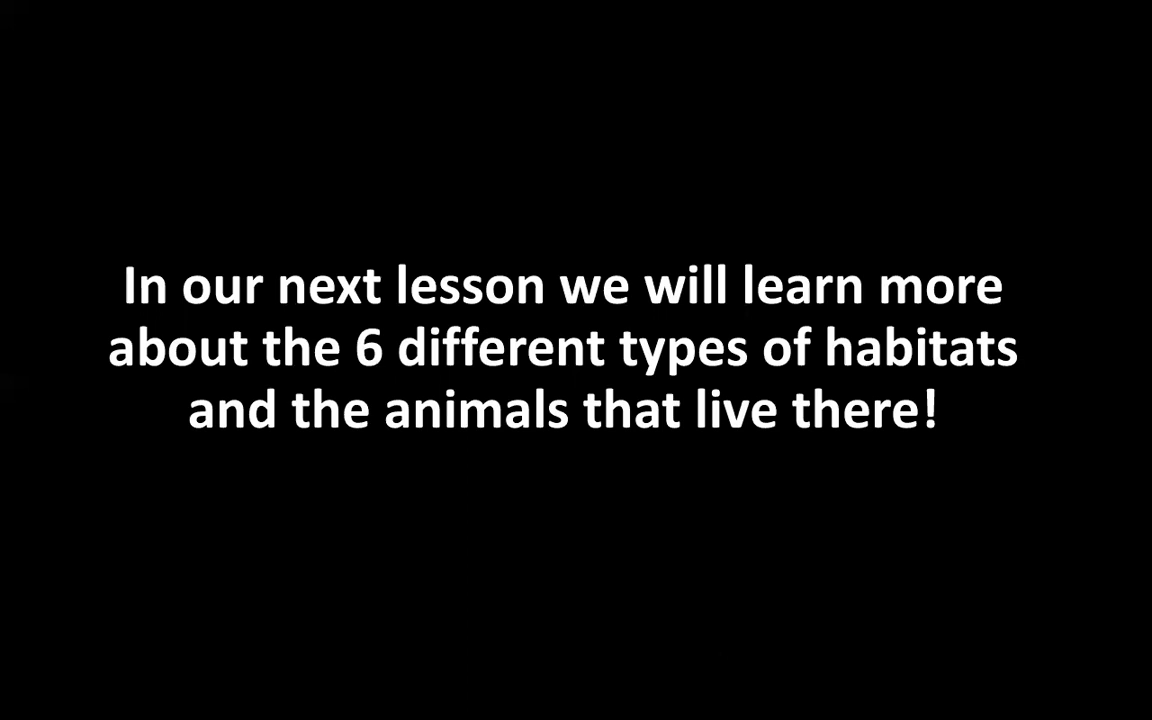 In our next lesson we will learn more
about the 6 different types of habitats
and the animals that live there!